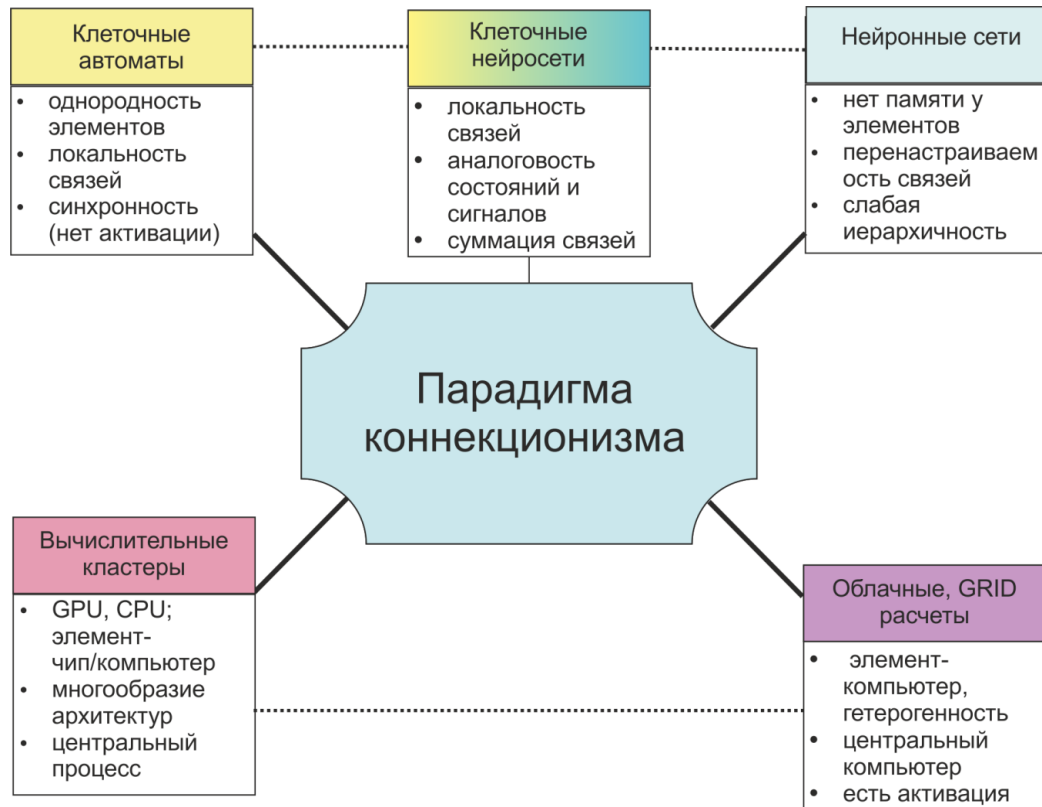 Клеточные
автоматы
• однородность
элементов
• локальность
связей
• синхронность
(нет активации)
Клеточные
нейросети
• локальность
связей
• аналоговость
состояний и
сигналов
• суммация связей
Нейронные сети
• нет памяти у
элементов
• перенастраиваем
ость связей
• слабая
иерархичность
Парадигма
коннекционизма
Вычислительные
кластеры
• GPU, CPU;
элемент-
чип/компьютер
• многообразие
архитектур
• центральный
процесс
Облачные, GRID
расчеты
• элемент-
компьютер,
гетерогенность
• центральный
компьютер
• есть активация